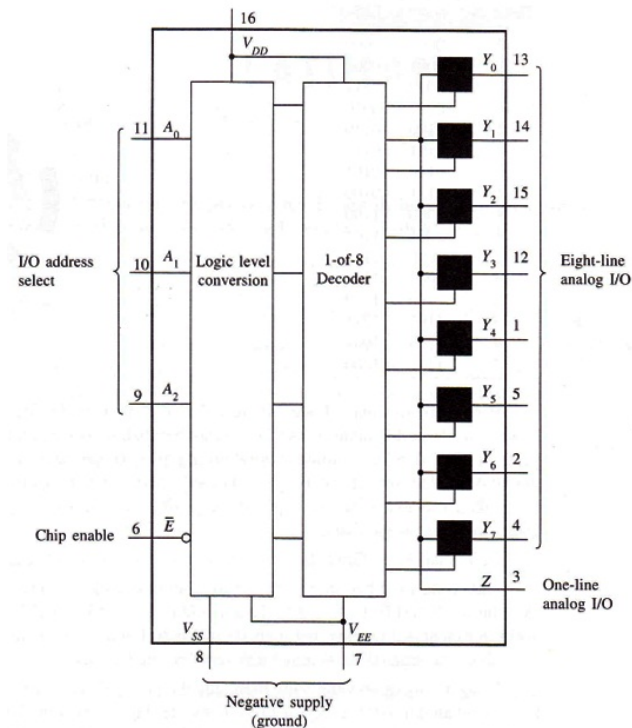 16
V_DD
Y_0 13
11 A_0
Y_1 14
Y_2 15
I/O address
select
10 A_1
Logic level
conversion
1-of-8
Decoder
Y_3 12
Eight-line
analog I/O
Y_4 1
9 A_2
Y_5 5
Y_6 2
Chip enable 6 E̅
Y_7 4
Z 3
One-line
analog I/O
V_SS
V_EE
8
7
Negative supply
(ground)